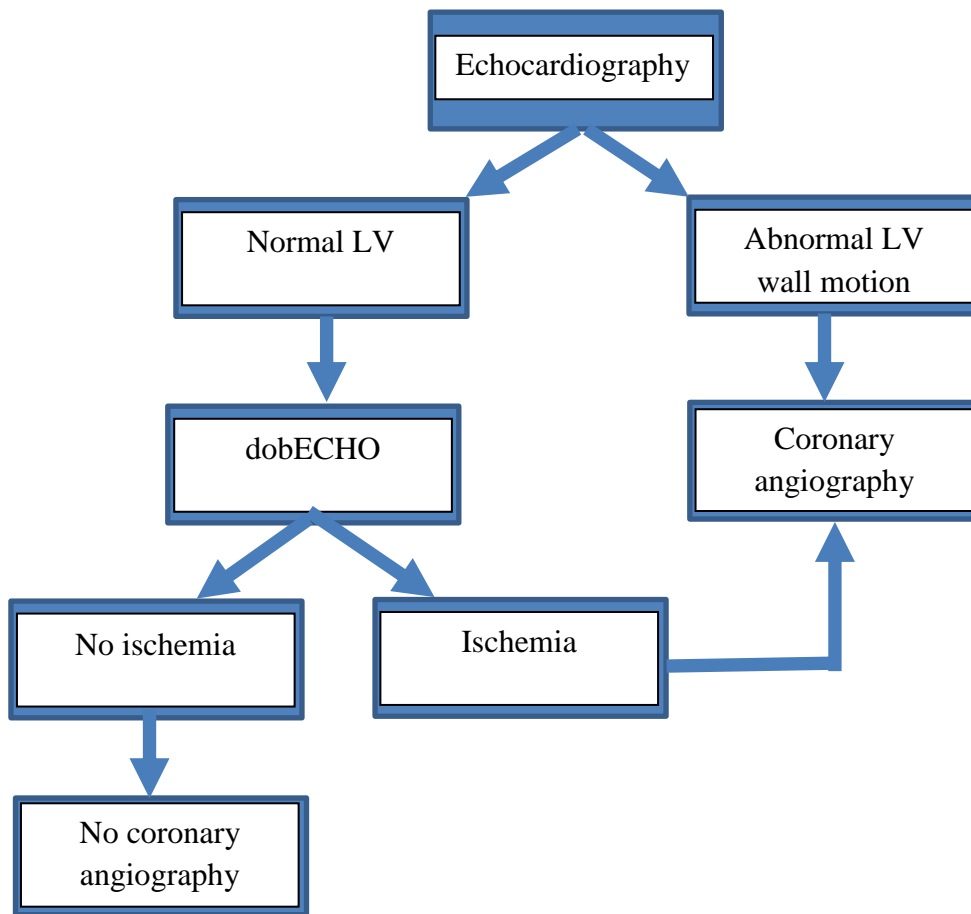 Echocardiography
Normal LV
Abnormal LV
wall motion
dobECHO
Coronary
angiography
No ischemia
Ischemia
No coronary
angiography